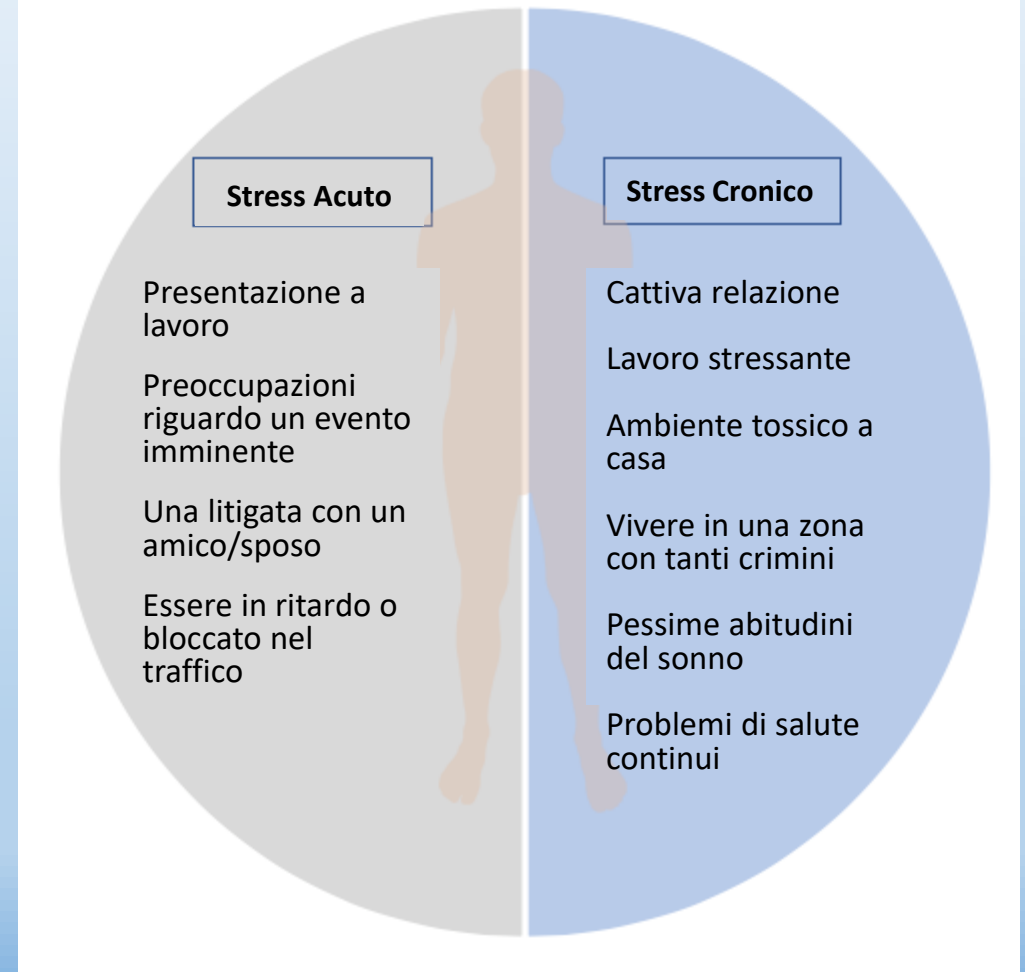 Stress Acuto
Presentazione a
lavoro
Preoccupazioni
riguardo un evento
imminente
Una litigata con un
amico/sposo
Essere in ritardo o
bloccato nel
traffico
Stress Cronico
Cattiva relazione
Lavoro stressante
Ambiente tossico a
casa
Vivere in una zona
con tanti crimini
Pessime abitudini
del sonno
Problemi di salute
continui